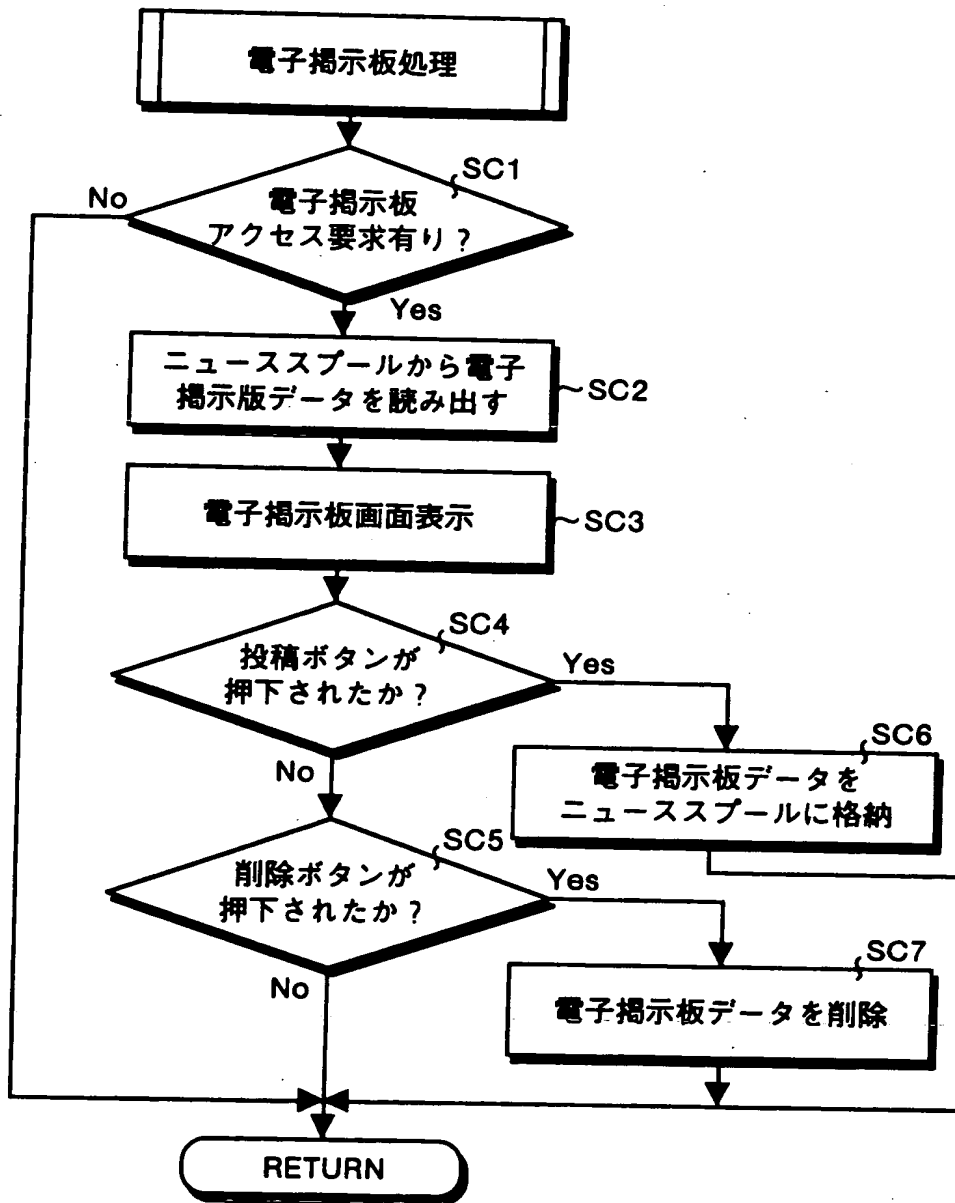 電子掲示板処理
SC1
No
電子掲示板
アクセス要求有り？
Yes
ニューススプールから電子
掲示版データを読み出す
SC2
電子掲示板画面表示
SC3
SC4
投稿ボタンが
押下されたか？
Yes
No
SC6
電子掲示板データを
ニューススプールに格納
SC5
削除ボタンが
押下されたか？
Yes
No
SC7
電子掲示板データを削除
RETURN